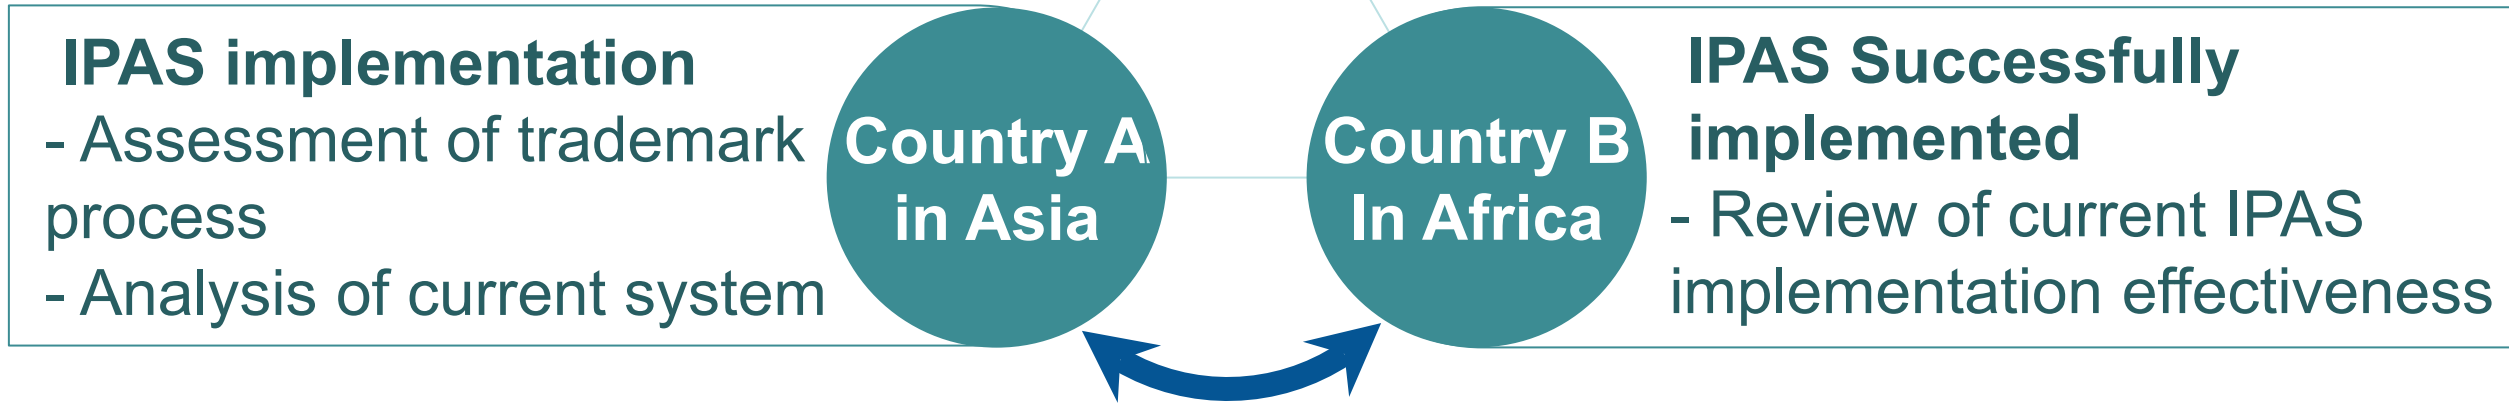 IPAS implementation
- Assessment of trademark
process
- Analysis of current system
Country A
in Asia
Country B
In Africa
IPAS Successfully
implemented
- Review of current IPAS
implementation effectiveness